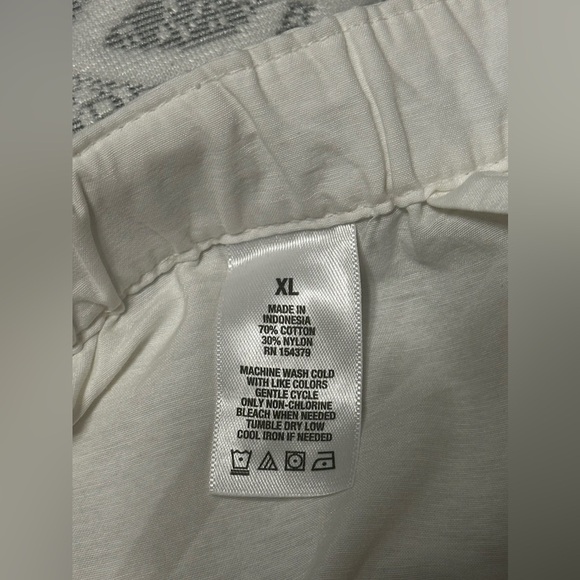 XL
MADE IN
INDONESIA
70% COTTON
30% NYLON
RN 154379
MACHINE WASH COLD
WITH LIKE COLORS
GENTLE CYCLE
ONLY NON-CHLORINE
BLEACH WHEN NEEDED
TUMBLE DRY LOW
COOL IRON IF NEEDED